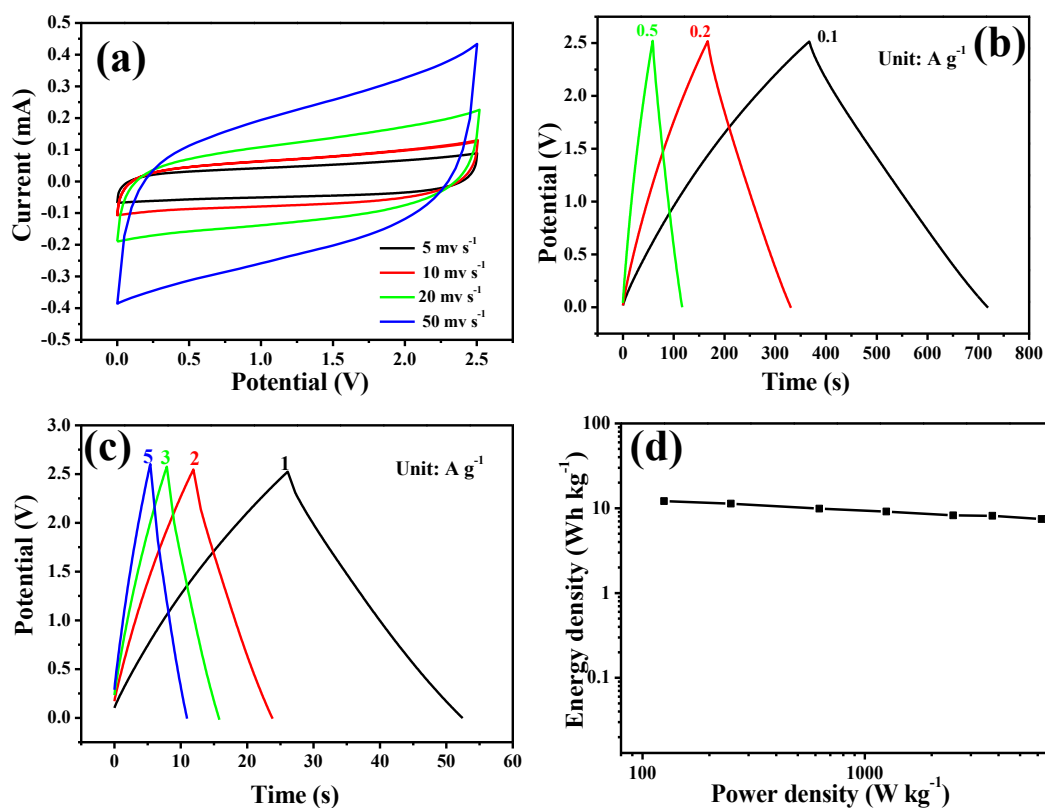 (a)
Current (mA)
0.5
0.4
0.3
0.2
0.1
0.0
-0.1
-0.2
-0.3
-0.4
-0.5
5 mv s⁻¹
10 mv s⁻¹
20 mv s⁻¹
50 mv s⁻¹
0.0 0.5 1.0 1.5 2.0 2.5
Potential (V)
(b)
0.5 0.2 0.1
Unit: A g⁻¹
Potential (V)
2.5
2.0
1.5
1.0
0.5
0.0
0 100 200 300 400 500 600 700 800
Time (s)
(c)
5 3 2 1
Unit: A g⁻¹
Potential (V)
3.0
2.5
2.0
1.5
1.0
0.5
0.0
0 10 20 30 40 50 60
Time (s)
(d)
Energy density (Wh kg⁻¹)
100
10
1
0.1
100 1000
Power density (W kg⁻¹)